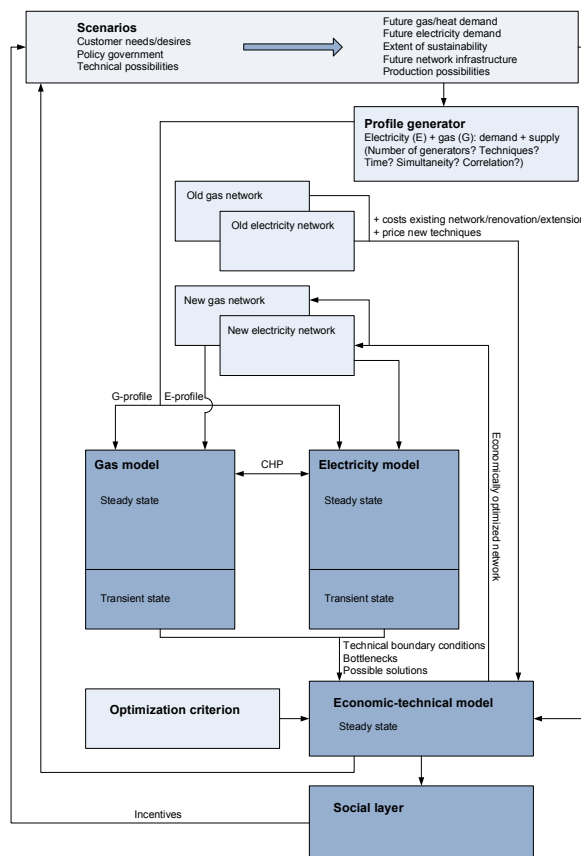 Scenarios
Customer needs/desires
Policy government
Technical possibilities
Future gas/heat demand
Future electricity demand
Extent of sustainability
Future network infrastructure
Production possibilities
Profile generator
Electricity (E) + gas (G): demand + supply
(Number of generators? Techniques?
Time? Simultaneity? Correlation?)
Old gas network
Old electricity network
+ costs existing network/renovation/extension
+ price new techniques
New gas network
New electricity network
G-profile
E-profile
Gas model
Steady state
Transient state
CHP
Electricity model
Steady state
Transient state
Economically optimized network
Technical boundary conditions
Bottlenecks
Possible solutions
Optimization criterion
Economic-technical model
Steady state
Incentives
Social layer